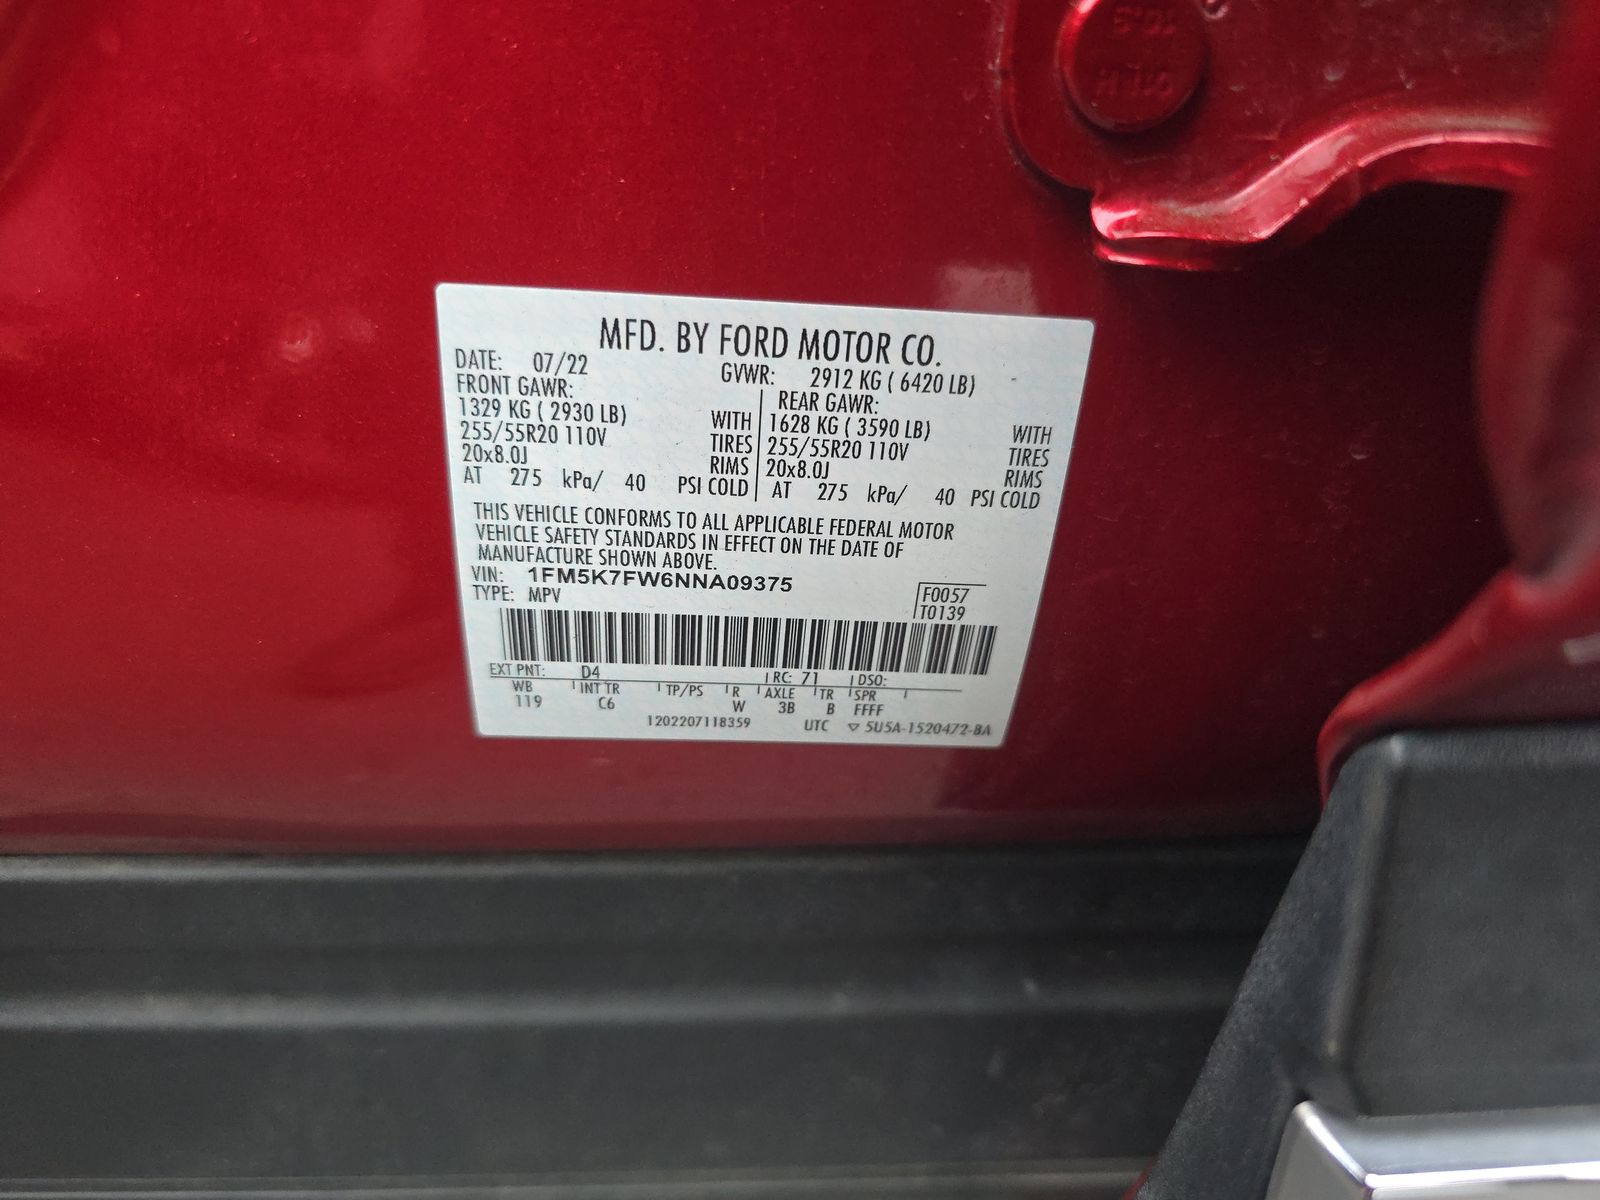 MFD. BY FORD MOTOR CO.
DATE: 07/22 GVWR: 2912 KG ( 6420 LB)
FRONT GAWR: REAR GAWR:
1329 KG ( 2930 LB) WITH 1628 KG ( 3590 LB) WITH
255/55R20 110V TIRES 255/55R20 110V TIRES
20x8.0J RIMS 20x8.0J RIMS
AT 275 kPa/ 40 PSI COLD AT 275 kPa/ 40 PSI COLD
THIS VEHICLE CONFORMS TO ALL APPLICABLE FEDERAL MOTOR
VEHICLE SAFETY STANDARDS IN EFFECT ON THE DATE OF
MANUFACTURE SHOWN ABOVE.
VIN: 1FM5K7FW6NNA09375
TYPE: MPV
F0057
T0139
EXT PNT: D4 RC: 71 DSO:
WB INT TR TP/PS R AXLE TR SPR
119 C6 W 3B B FFFF
1202207118359 UTC ▽ 5U5A-1520472-BA